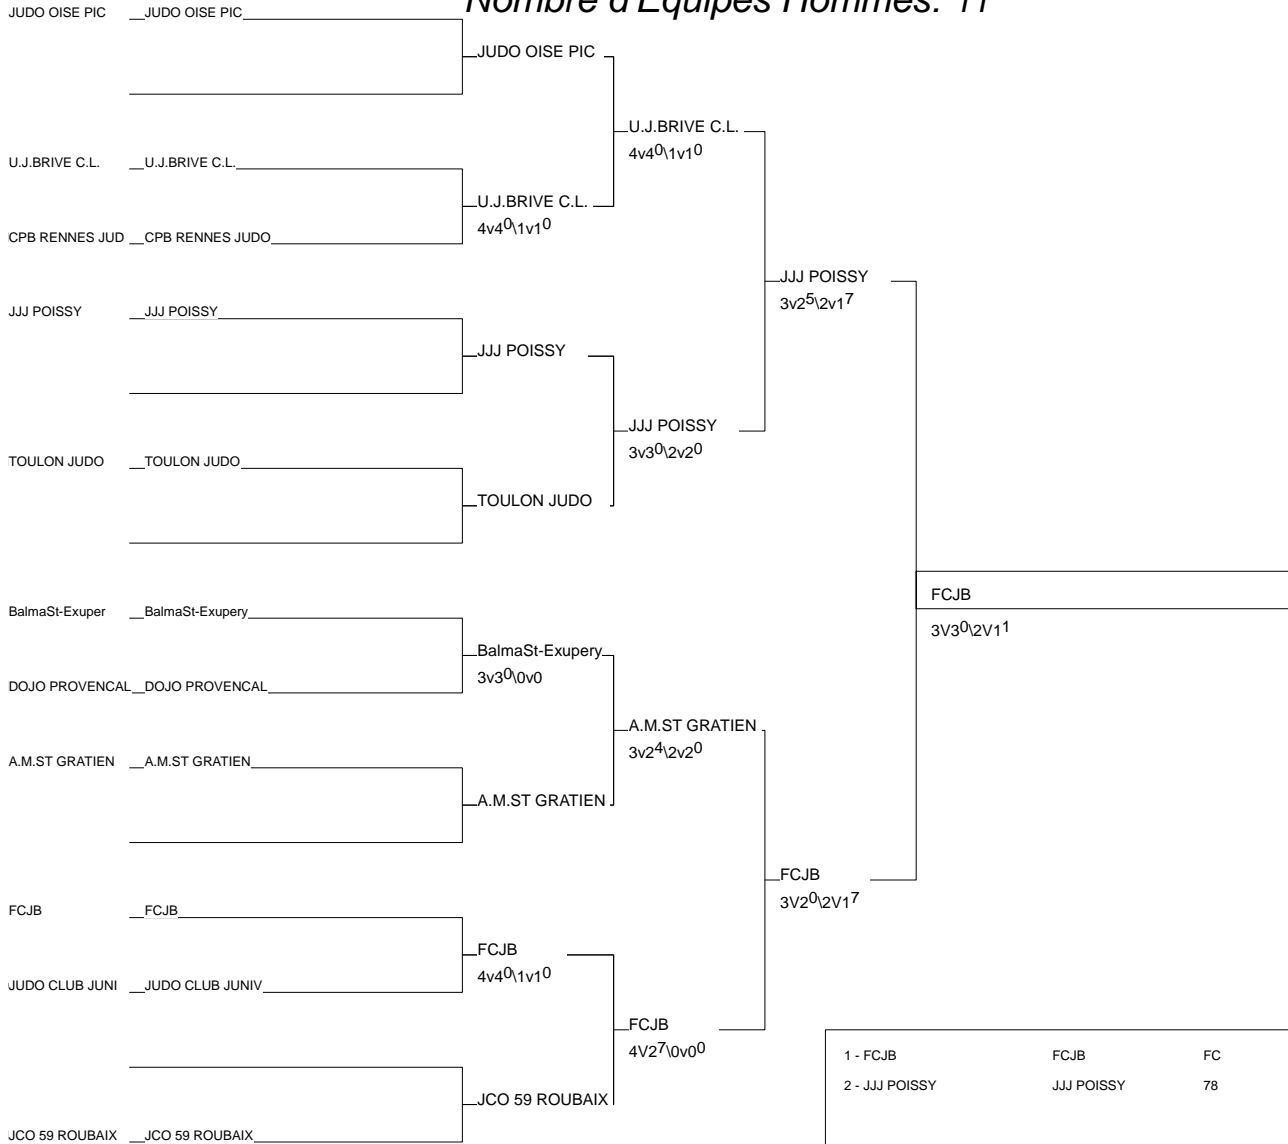 Nombre d'Equipes Hommes: 11
JUDO OISE PIC JUDO OISE PIC
JUDO OISE PIC
U.J.BRIVE C.L.
4v40\1v10
U.J.BRIVE C.L. U.J.BRIVE C.L.
U.J.BRIVE C.L.
4v40\1v10
CPB RENNES JUD CPB RENNES JUDO
JJJ POISSY
3v25\2v17
JJJ POISSY JJJ POISSY
JJJ POISSY
JJJ POISSY
3v30\2v20
TOULON JUDO TOULON JUDO
TOULON JUDO
FCJB
3V30\2V11
BalmaSt-Exuper BalmaSt-Exupery
BalmaSt-Exupery
3v30\0v0
DOJO PROVENCAL DOJO PROVENCAL
A.M.ST GRATIEN
3v24\2v20
A.M.ST GRATIEN A.M.ST GRATIEN
A.M.ST GRATIEN
FCJB
3V20\2V17
FCJB FCJB
FCJB
4v40\1v10
JUDO CLUB JUNI JUDO CLUB JUNIV
FCJB
4V27\0v00
1 - FCJB FCJB FC
2 - JJJ POISSY JJJ POISSY 78
JCO 59 ROUBAIX
JCO 59 ROUBAIX JCO 59 ROUBAIX